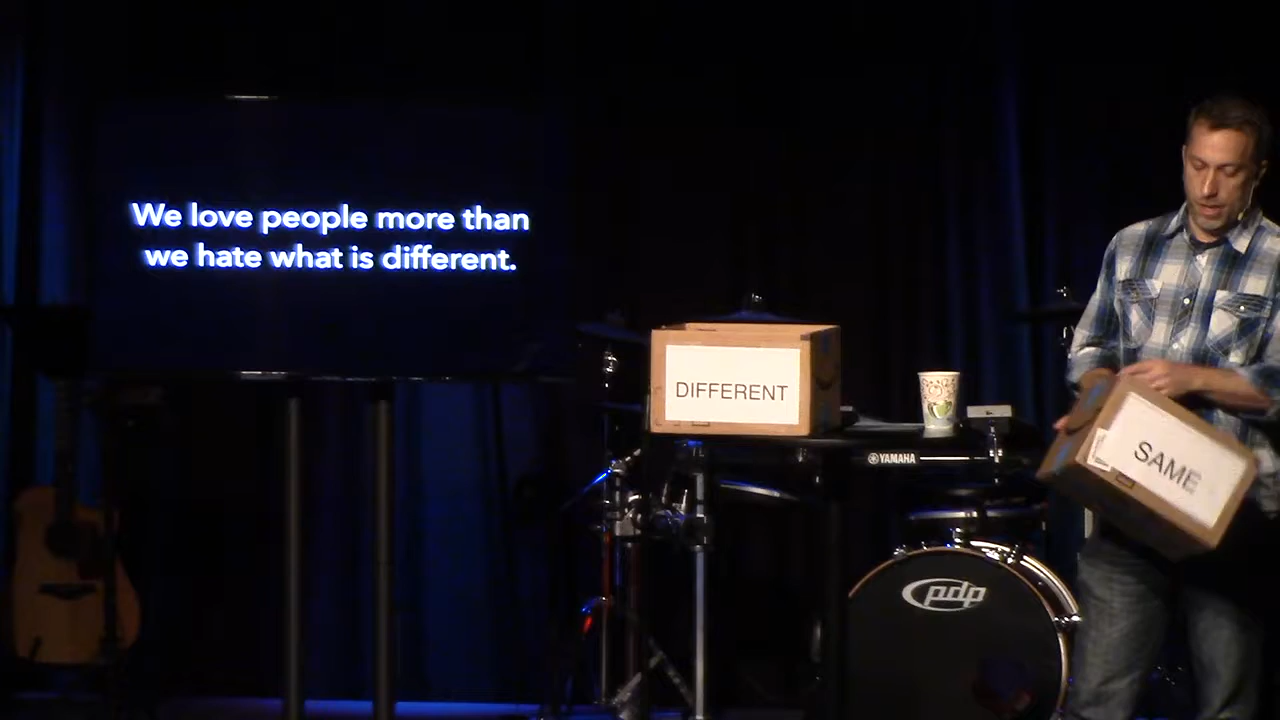 We love people more than
we hate what is different.
DIFFERENT
YAMAHA
SAME
pdp